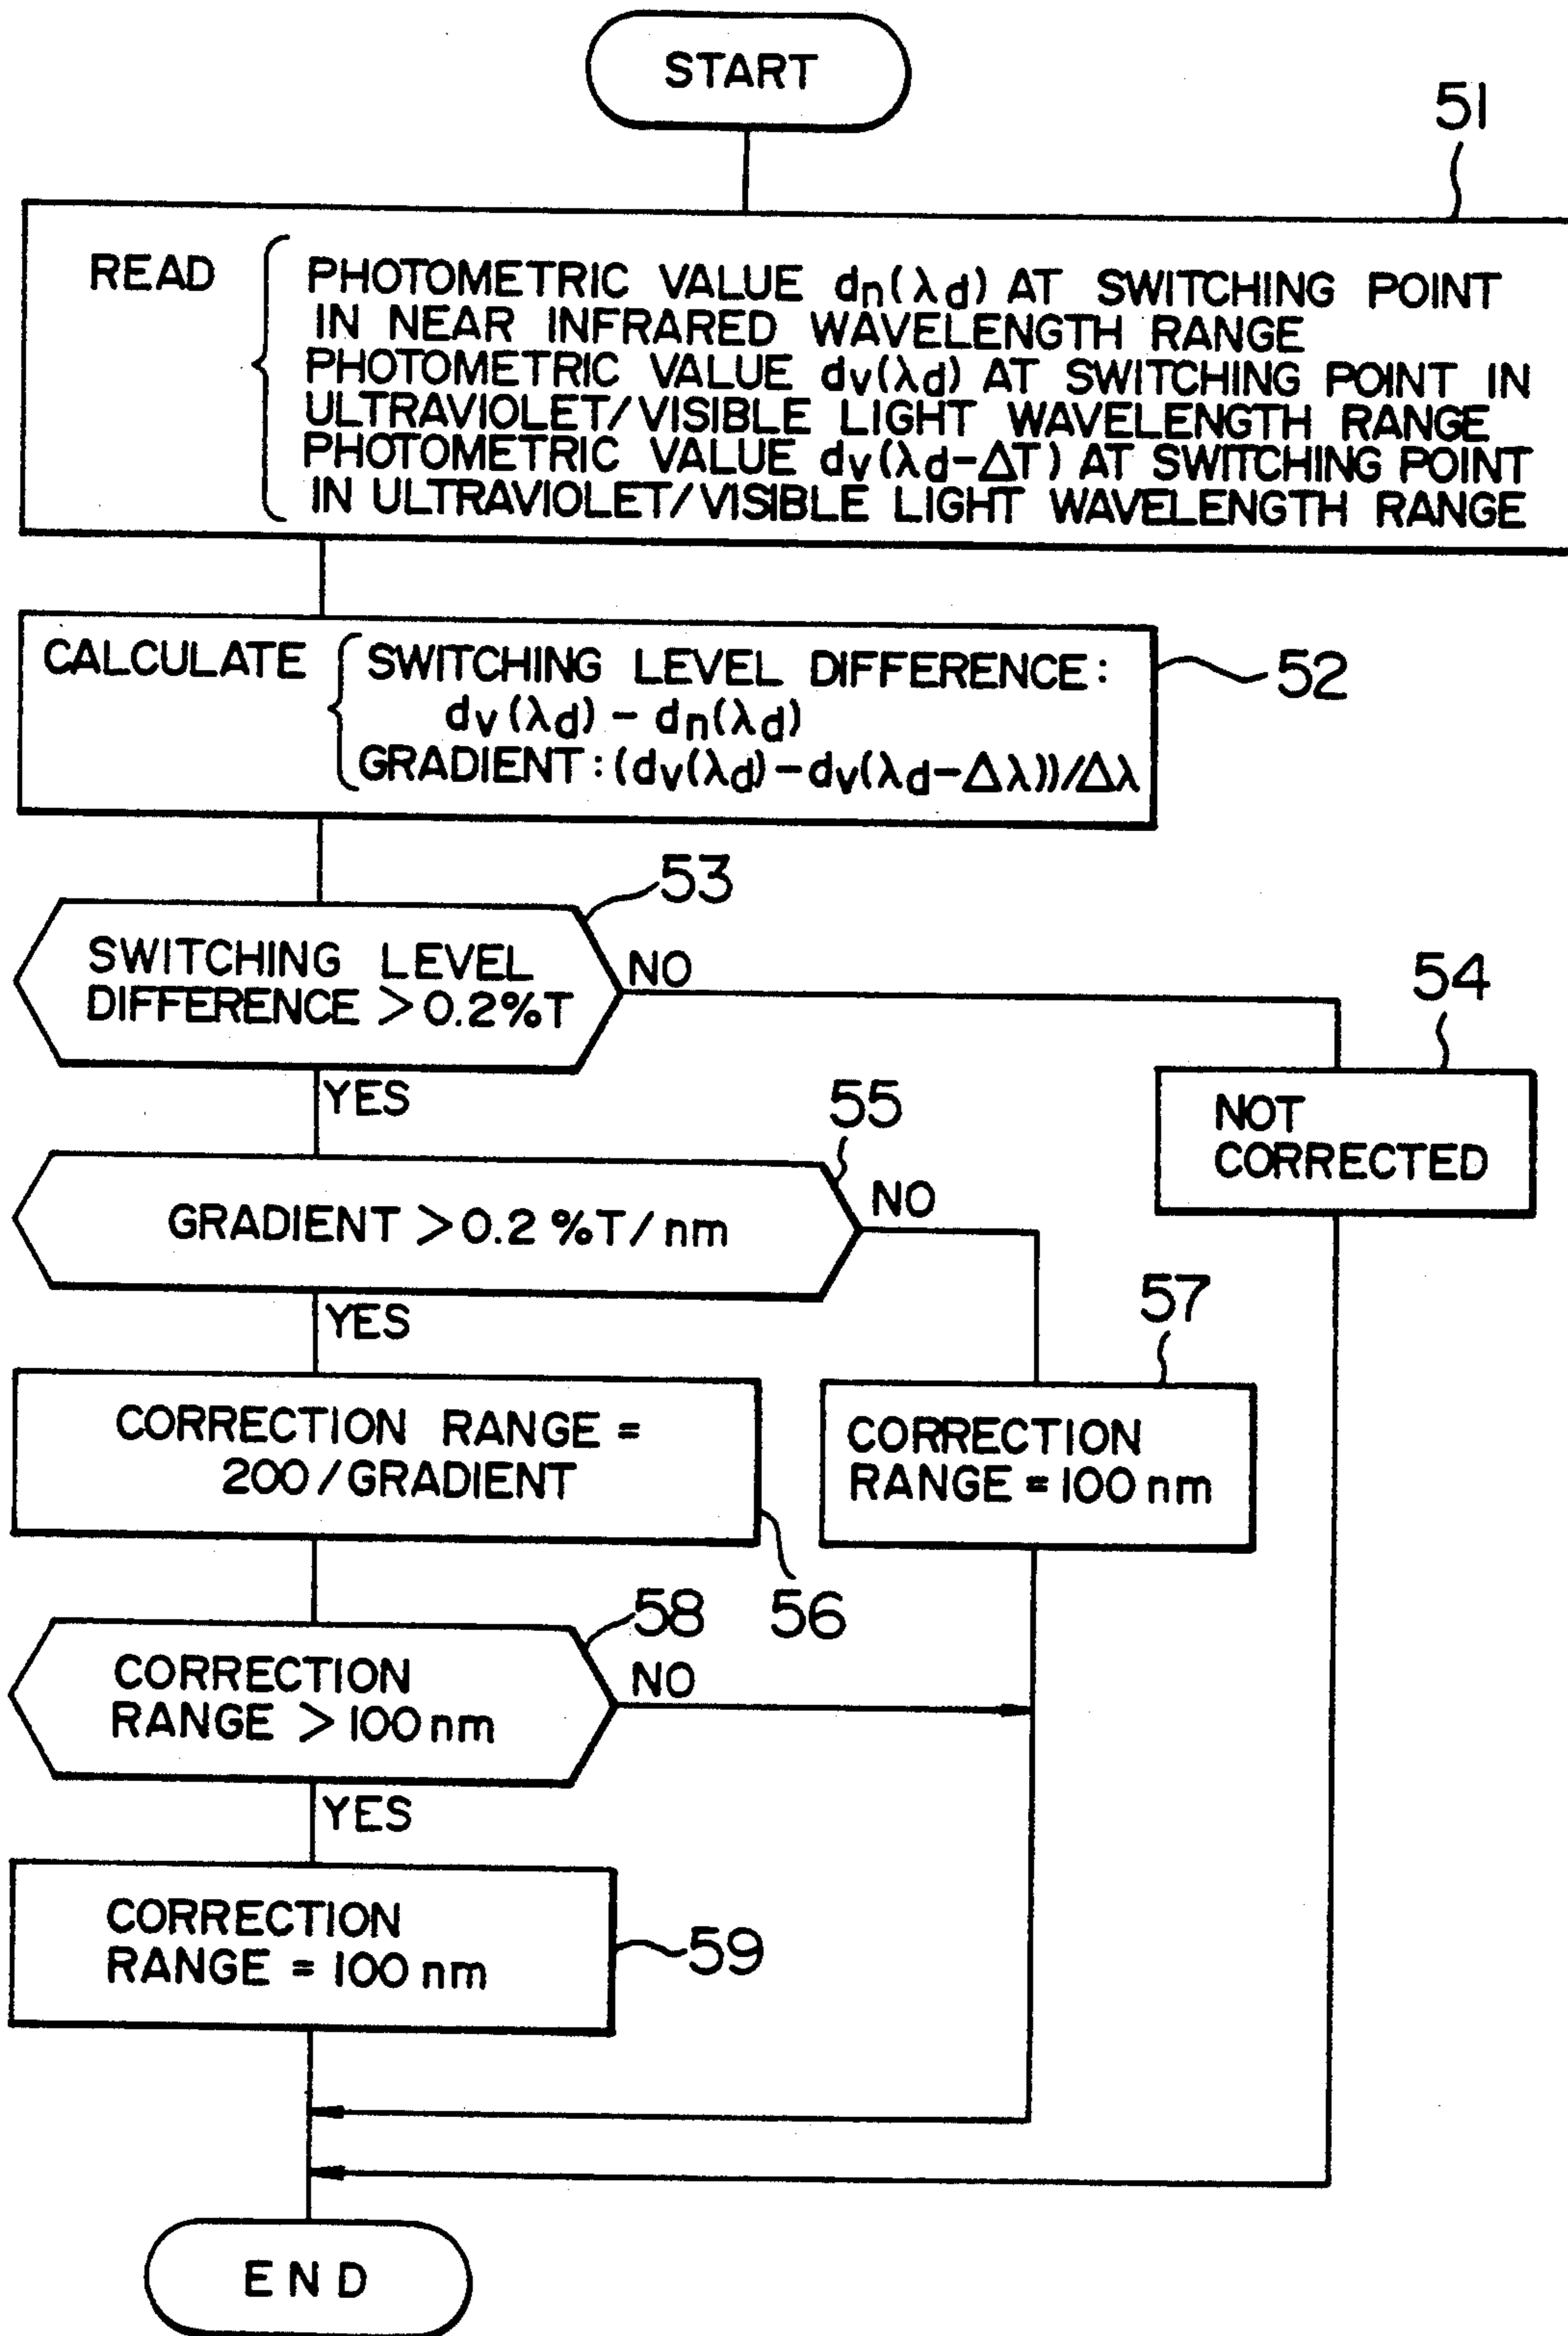 START
51
READ
PHOTOMETRIC VALUE dn(λd) AT SWITCHING POINT
IN NEAR INFRARED WAVELENGTH RANGE
PHOTOMETRIC VALUE dv(λd) AT SWITCHING POINT IN
ULTRAVIOLET/VISIBLE LIGHT WAVELENGTH RANGE
PHOTOMETRIC VALUE dv(λd-ΔT) AT SWITCHING POINT
IN ULTRAVIOLET/VISIBLE LIGHT WAVELENGTH RANGE
CALCULATE
SWITCHING LEVEL DIFFERENCE:
dv(λd) - dn(λd)
GRADIENT: (dv(λd)-dv(λd-Δλ))/Δλ
52
53
SWITCHING LEVEL
DIFFERENCE > 0.2%T
NO
YES
54
NOT
CORRECTED
55
GRADIENT > 0.2 %T/nm
NO
YES
CORRECTION RANGE =
200/GRADIENT
56
57
CORRECTION
RANGE = 100 nm
58
CORRECTION
RANGE > 100 nm
NO
YES
CORRECTION
RANGE = 100 nm
59
END